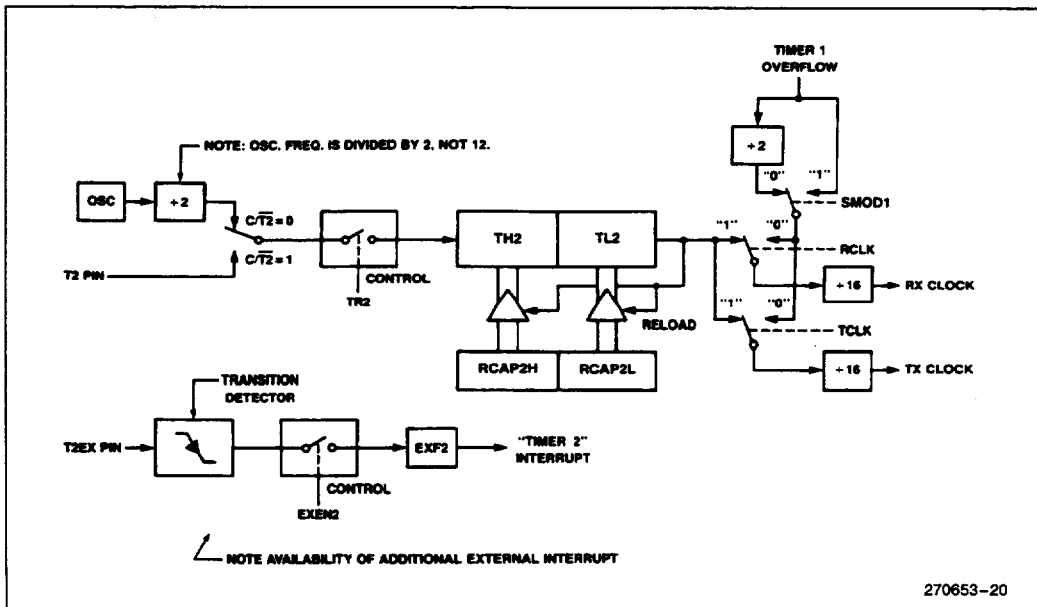 TIMER 1
OVERFLOW
÷ 2
"0" "1"
SMOD1
NOTE: OSC. FREQ. IS DIVIDED BY 2, NOT 12.
OSC
÷ 2
C/T̅2̅ = 0
C/T̅2̅ = 1
T2 PIN
CONTROL
TR2
TH2
TL2
RELOAD
RCAP2H
RCAP2L
"1" "0"
RCLK
÷ 16
RX CLOCK
"1" "0"
TCLK
÷ 16
TX CLOCK
TRANSITION
DETECTOR
T2EX PIN
CONTROL
EXEN2
EXF2
"TIMER 2"
INTERRUPT
NOTE AVAILABILITY OF ADDITIONAL EXTERNAL INTERRUPT
270653-20